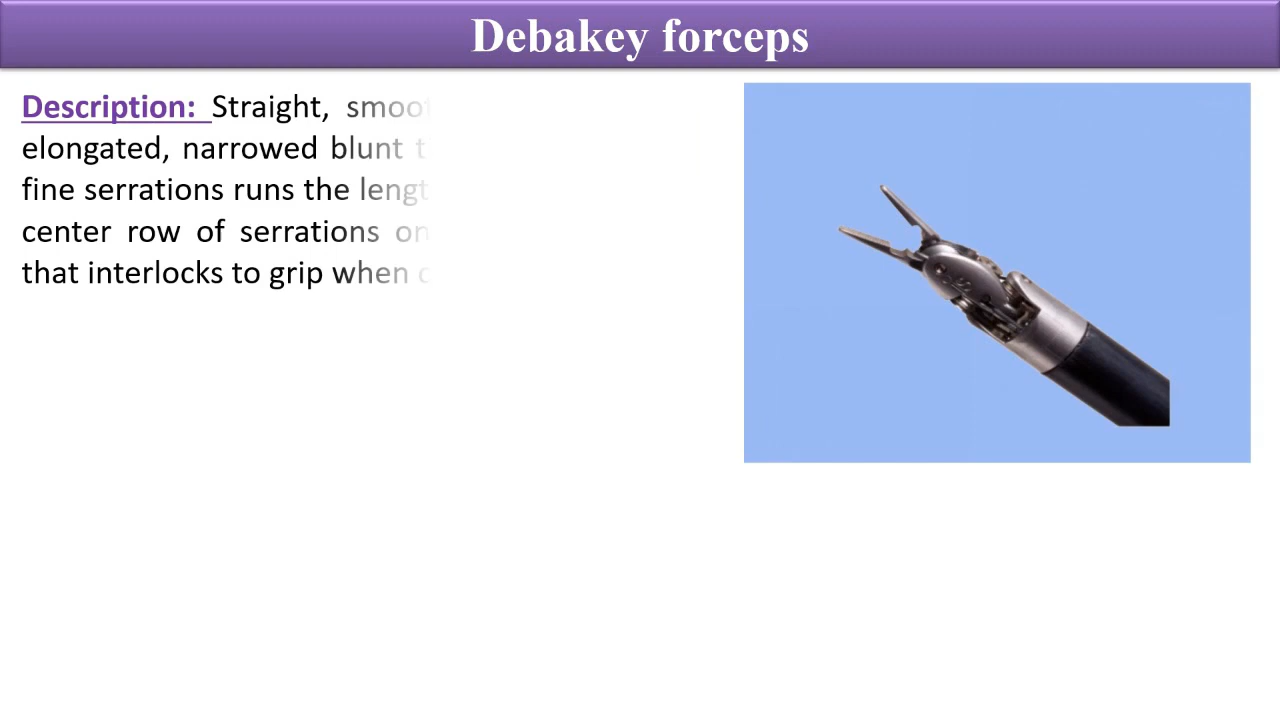 Debakey forceps
Description: Straight, smoot
elongated, narrowed blunt t
fine serrations runs the lengt
center row of serrations on
that interlocks to grip when